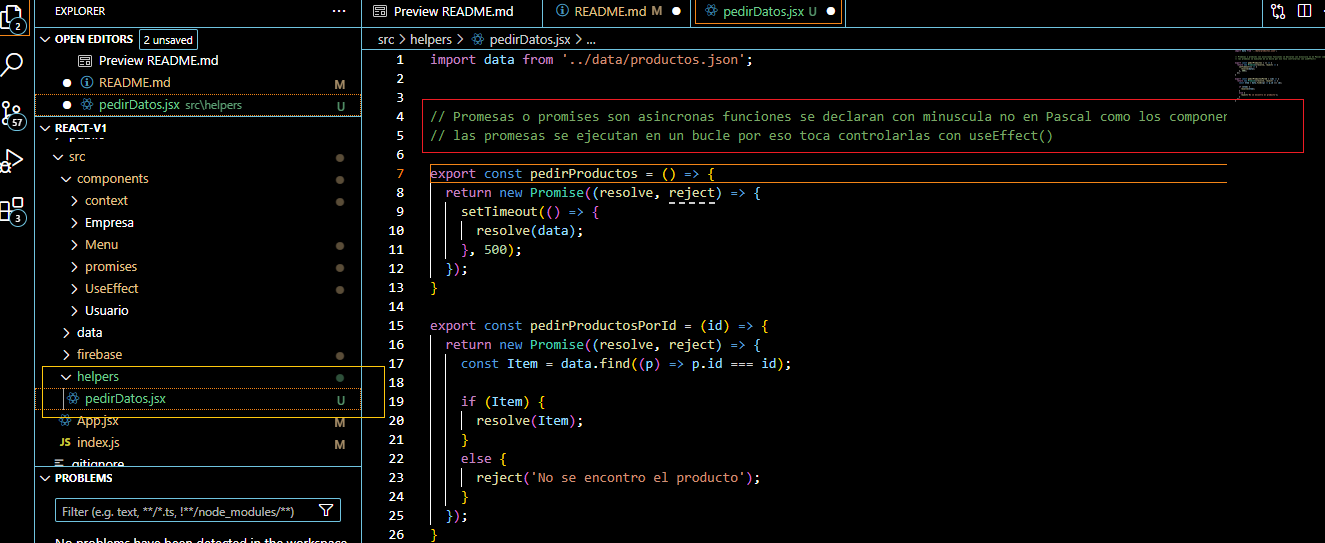 EXPLORER
OPEN EDITORS 2 unsaved
Preview README.md
README.md M
pedirDatos.jsx src\helpers U
REACT-V1
public
src
components
context
Empresa
Menu
promises
UseEffect
Usuario
data
firebase
helpers
pedirDatos.jsx U
App.jsx M
JS index.js M
.gitignore
PROBLEMS
Filter (e.g. text, **/*.ts, !**/node_modules/**)
No problems have been detected in the workspace
2
57
3
Preview README.md
README.md M
pedirDatos.jsx U
src > helpers > pedirDatos.jsx > ...
1 import data from '../data/productos.json';
2
3
4 // Promesas o promises son asincronas funciones se declaran con minuscula no en Pascal como los componen
5 // las promesas se ejecutan en un bucle por eso toca controlarlas con useEffect()
6
7 export const pedirProductos = () => {
8 return new Promise((resolve, reject) => {
9 setTimeout(() => {
10 resolve(data);
11 }, 500);
12 });
13 }
14
15 export const pedirProductosPorId = (id) => {
16 return new Promise((resolve, reject) => {
17 const Item = data.find((p) => p.id === id);
18
19 if (Item) {
20 resolve(Item);
21 }
22 else {
23 reject('No se encontro el producto');
24 }
25 });
26 }